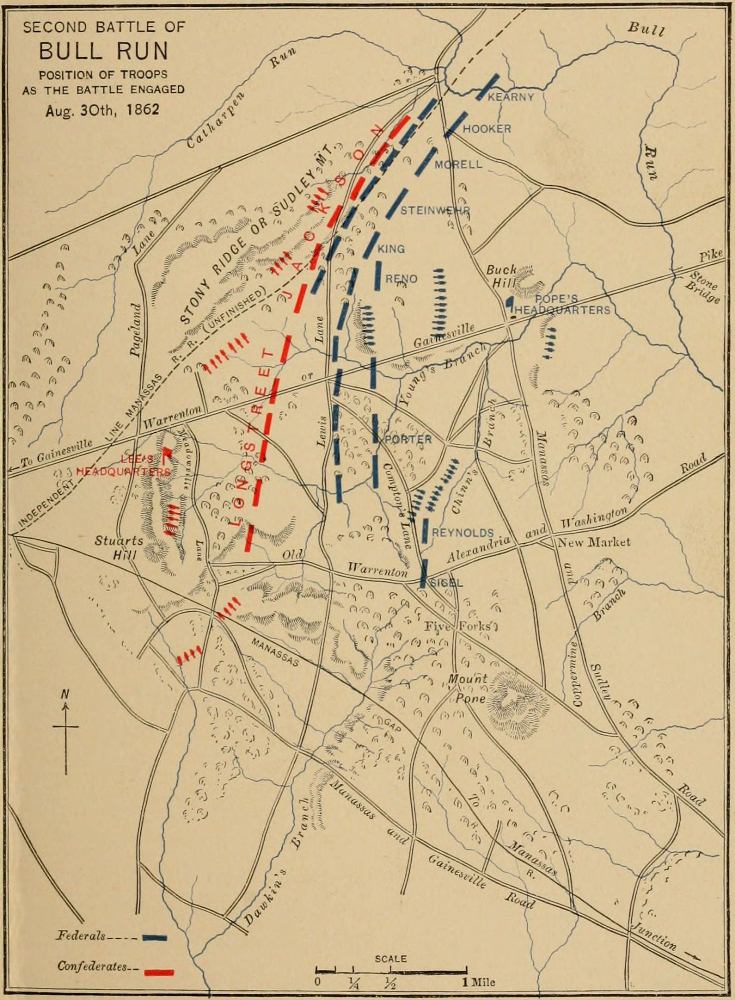 SECOND BATTLE OF
BULL RUN
POSITION OF TROOPS
AS THE BATTLE ENGAGED
Aug. 30th, 1862
Catharpen Run
Bull Run
KEARNY
HOOKER
MORELL
STEINWEHR
KING
RENO
JACKSON
STONY RIDGE OR SUDLEY MT.
Pageland Lane
INDEPENDENT LINE MANASSAS R. R. (UNFINISHED)
Buck
Hill
POPE'S
HEADQUARTERS
Pike
Stone
Bridge
Warrenton or Gainesville
Young's Branch
To Gainesville
LEE'S
HEADQUARTERS
LONGSTREET
Lewis Lane
PORTER
Compton's Lane
Chinn's Branch
Manassas and Sudley Road
Meadowville Lane
Stuarts
Hill
REYNOLDS
SIGEL
Old Warrenton Alexandria and Washington Road
New Market
Five Forks
Coppermine Branch
Mount
Pone
MANASSAS GAP R.
To Manassas Junction
Manassas and Gainesville Road
Dawkin's Branch
N
Federals
Confederates
SCALE
0 ¼ ½ 1 Mile